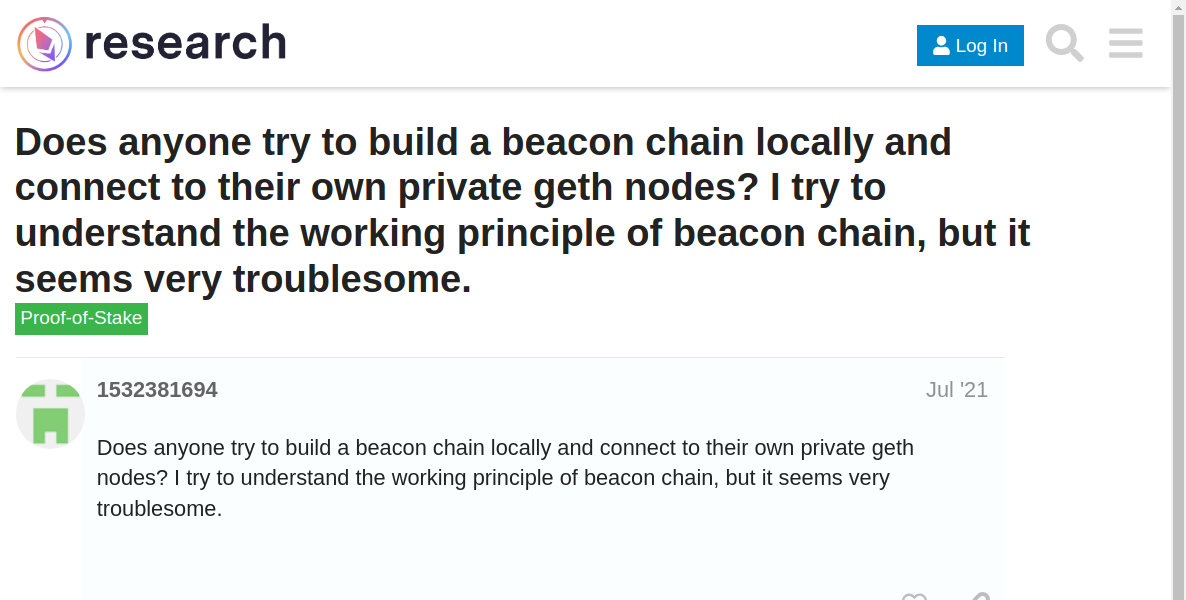 research
Log In
Does anyone try to build a beacon chain locally and
connect to their own private geth nodes? I try to
understand the working principle of beacon chain, but it
seems very troublesome.
Proof-of-Stake
1532381694
Jul '21
Does anyone try to build a beacon chain locally and connect to their own private geth
nodes? I try to understand the working principle of beacon chain, but it seems very
troublesome.